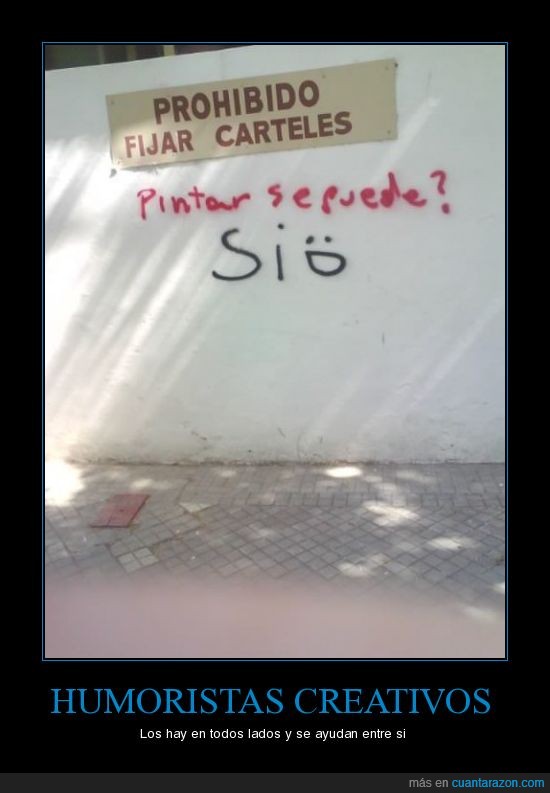 PROHIBIDO
FIJAR CARTELES
Pintar se puede?
Si
HUMORISTAS CREATIVOS
Los hay en todos lados y se ayudan entre si
más en cuantarazon.com